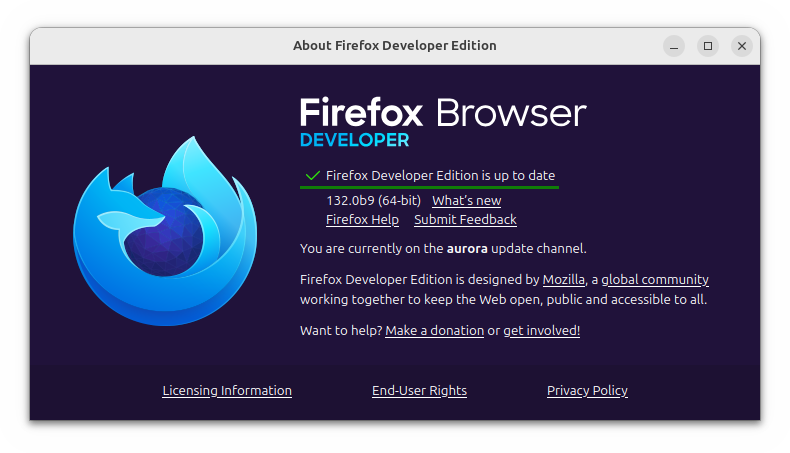 About Firefox Developer Edition
Firefox Browser
DEVELOPER
Firefox Developer Edition is up to date
132.0b9 (64-bit) What's new
Firefox Help Submit Feedback
You are currently on the aurora update channel.
Firefox Developer Edition is designed by Mozilla, a global community
working together to keep the Web open, public and accessible to all.
Want to help? Make a donation or get involved!
Licensing Information End-User Rights Privacy Policy